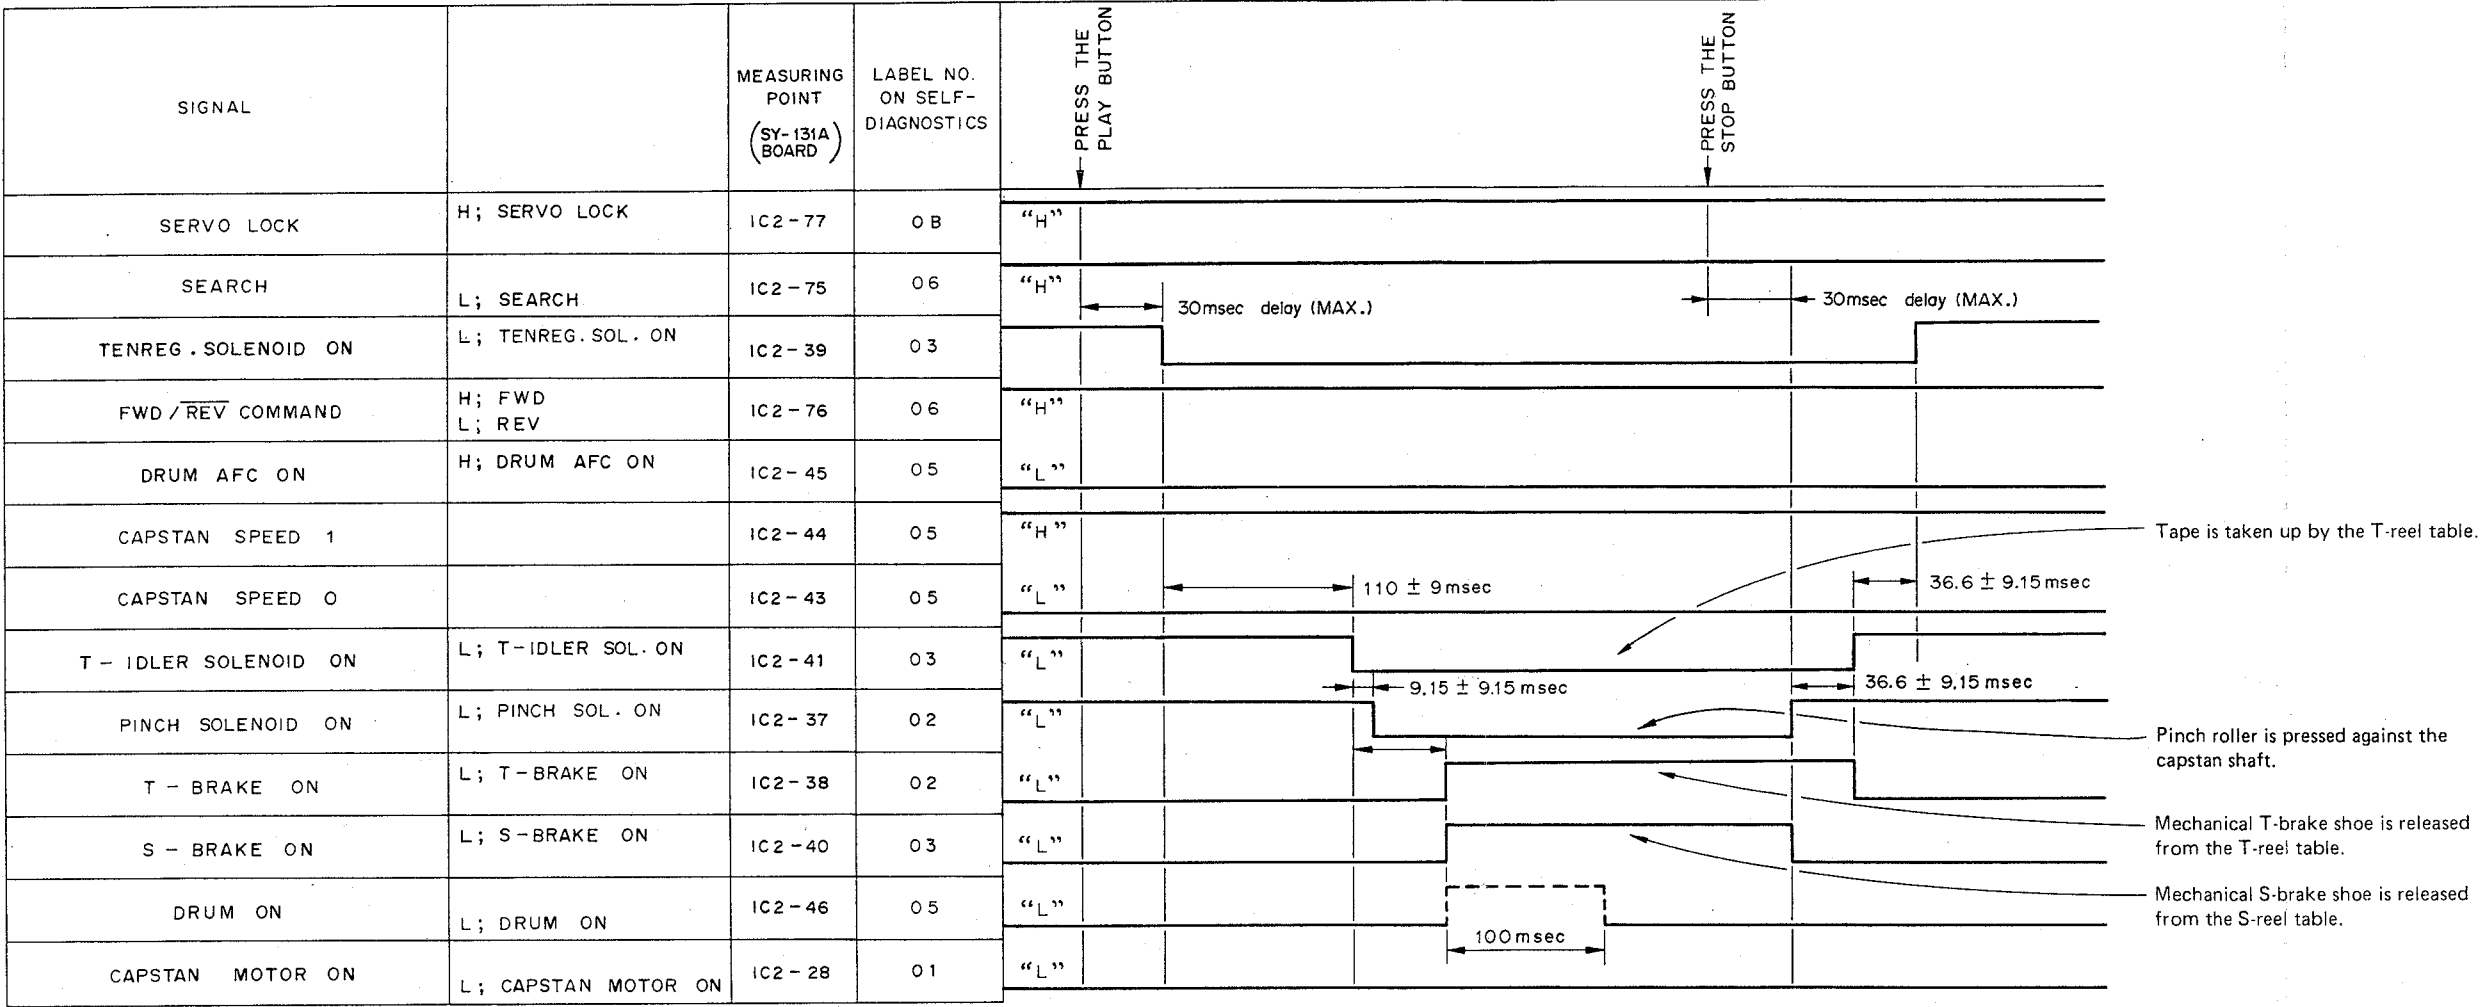 SIGNAL
MEASURING
POINT
(SY-131A
BOARD)
LABEL NO.
ON SELF-
DIAGNOSTICS
PRESS THE
PLAY BUTTON
PRESS THE
STOP BUTTON
SERVO LOCK
H; SERVO LOCK
IC2-77
0B
“H”
SEARCH
L; SEARCH
IC2-75
06
“H”
30msec delay (MAX.)
30msec delay (MAX.)
TENREG. SOLENOID ON
L; TENREG. SOL. ON
IC2-39
03
FWD/REV COMMAND
H; FWD
L; REV
IC2-76
06
“H”
DRUM AFC ON
H; DRUM AFC ON
IC2-45
05
“L”
CAPSTAN SPEED 1
IC2-44
05
“H”
Tape is taken up by the T-reel table.
CAPSTAN SPEED 0
IC2-43
05
“L”
110 ± 9msec
36.6 ± 9.15msec
T-IDLER SOLENOID ON
L; T-IDLER SOL. ON
IC2-41
03
“L”
9.15 ± 9.15msec
36.6 ± 9.15msec
PINCH SOLENOID ON
L; PINCH SOL. ON
IC2-37
02
“L”
Pinch roller is pressed against the
capstan shaft.
T-BRAKE ON
L; T-BRAKE ON
IC2-38
02
“L”
Mechanical T-brake shoe is released
from the T-reel table.
S-BRAKE ON
L; S-BRAKE ON
IC2-40
03
“L”
Mechanical S-brake shoe is released
from the S-reel table.
DRUM ON
L; DRUM ON
IC2-46
05
“L”
100msec
CAPSTAN MOTOR ON
L; CAPSTAN MOTOR ON
IC2-28
01
“L”